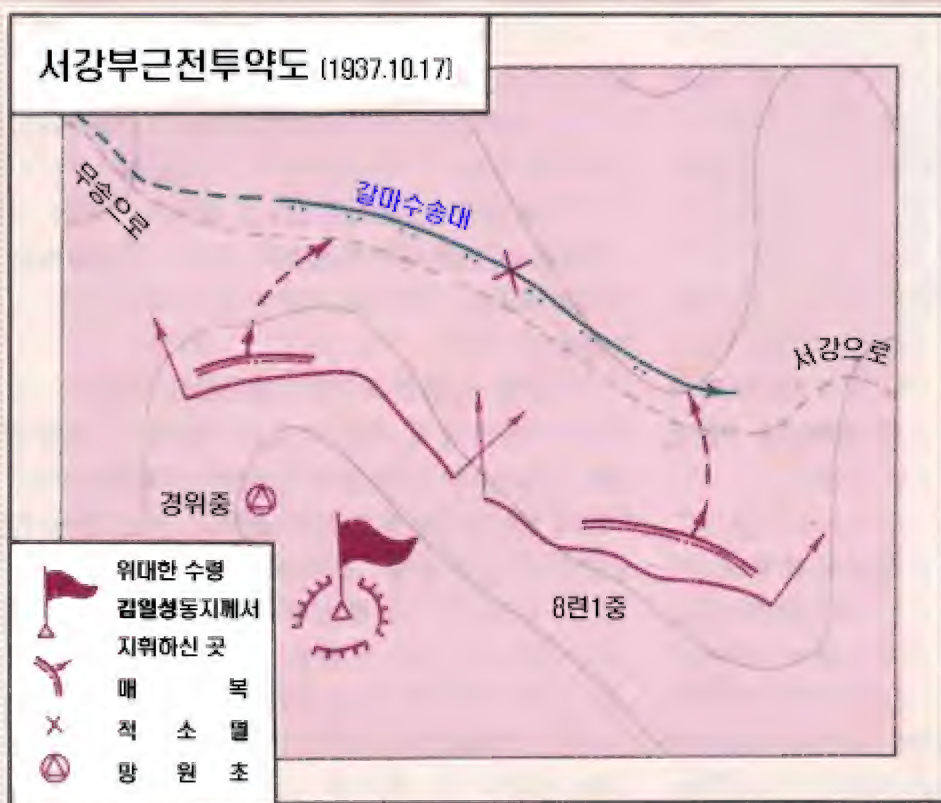 서강부근전투약도 (1937.10.17)
무송으로
갈마수송대
서강으로
경위중
8련1중
위대한 수령
김일성동지께서
지휘하신 곳
매 복
적 소 멸
망 원 초